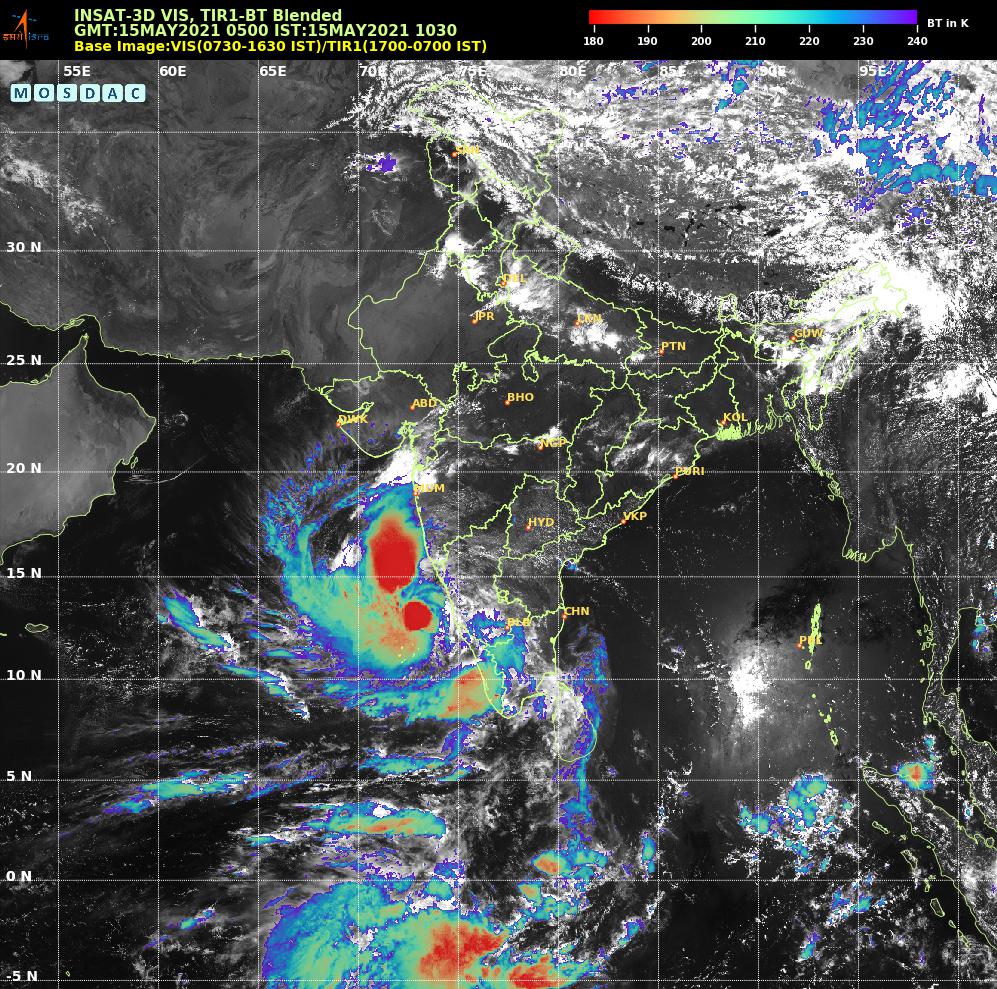 INSAT-3D VIS, TIR1-BT Blended
GMT:15MAY2021 0500 IST:15MAY2021 1030
Base Image:VIS(0730-1630 IST)/TIR1(1700-0700 IST)
BT in K
180 190 200 210 220 230 240
55E 60E 65E 70E 75E 80E 85E 90E 95E
MOSDAC
SRN
30 N
DEL
JPR
LKN
GUW
PTN
25 N
BHO
ABD
DWK
KOL
NGP
20 N
PURI
MUM
VKP
HYD
15 N
CHN
BLR
PBL
10 N
5 N
0 N
-5 N